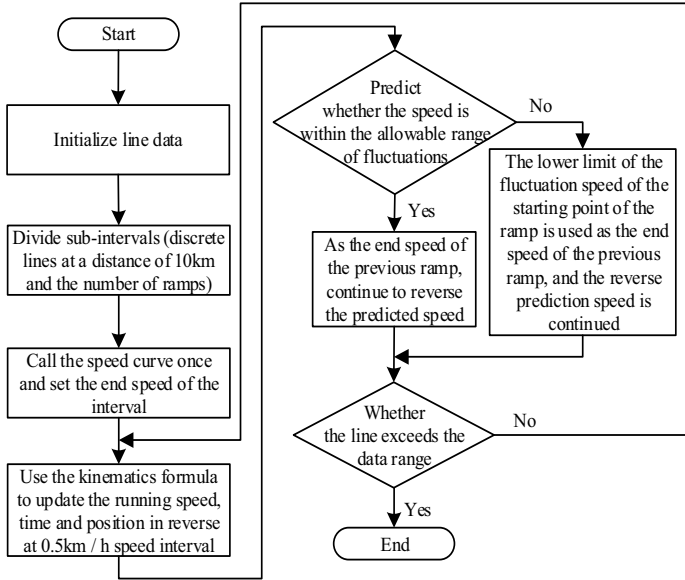 Start
Initialize line data
Divide sub-intervals (discrete
lines at a distance of 10km
and the number of ramps)
Call the speed curve once
and set the end speed of the
interval
Use the kinematics formula
to update the running speed,
time and position in reverse
at 0.5km / h speed interval
Predict
whether the speed is
within the allowable range
of fluctuations
No
Yes
The lower limit of the
fluctuation speed of the
starting point of the
ramp is used as the end
speed of the previous
ramp, and the reverse
prediction speed is
continued
As the end speed of
the previous ramp,
continue to reverse
the predicted speed
Whether
the line exceeds the
data range
No
Yes
End